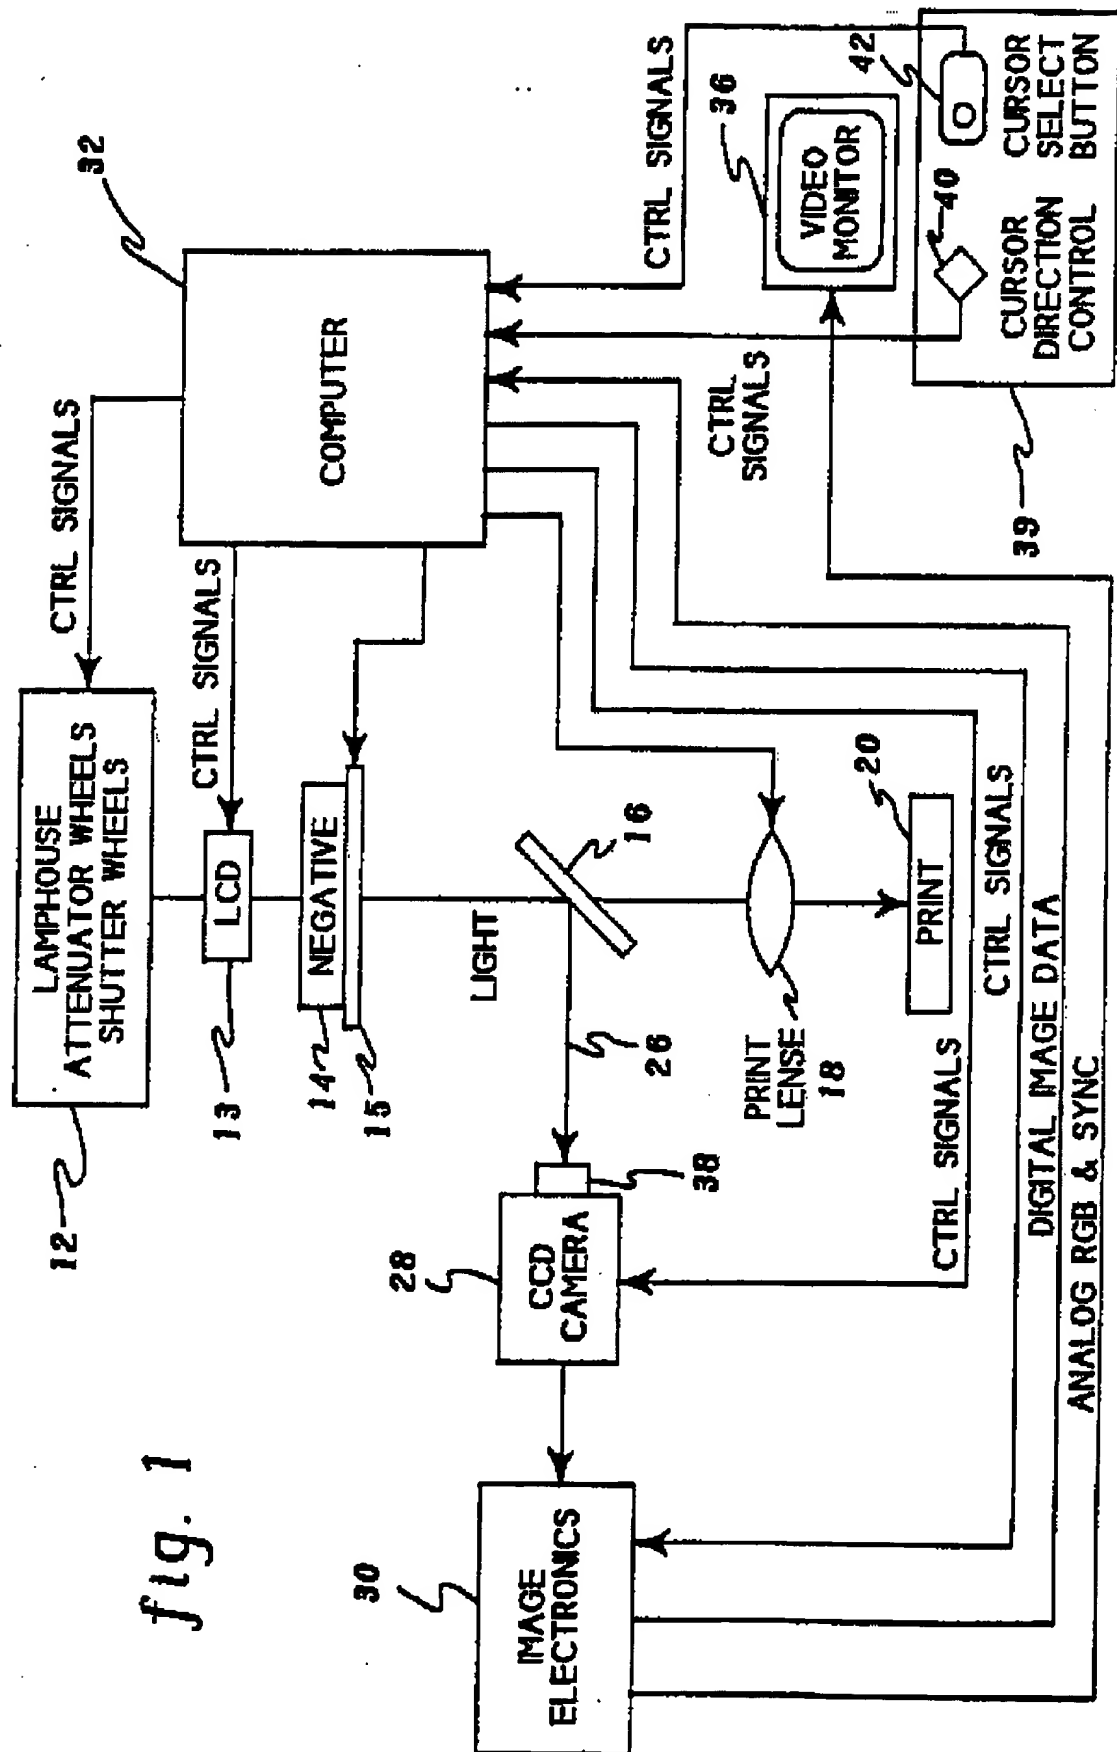 fig. 1
12
LAMPHOUSE
ATTENUATOR WHEELS
SHUTTER WHEELS
CTRL SIGNALS
32
13
LCD
CTRL SIGNALS
14
NEGATIVE
15
COMPUTER
LIGHT
16
26
28
CCD
CAMERA
38
30
IMAGE
ELECTRONICS
PRINT
LENSE
18
20
PRINT
CTRL SIGNALS
CTRL SIGNALS
DIGITAL IMAGE DATA
ANALOG RGB & SYNC
CTRL SIGNALS
CTRL
SIGNALS
36
VIDEO
MONITOR
39
40
42
CURSOR
DIRECTION
CONTROL
CURSOR
SELECT
BUTTON